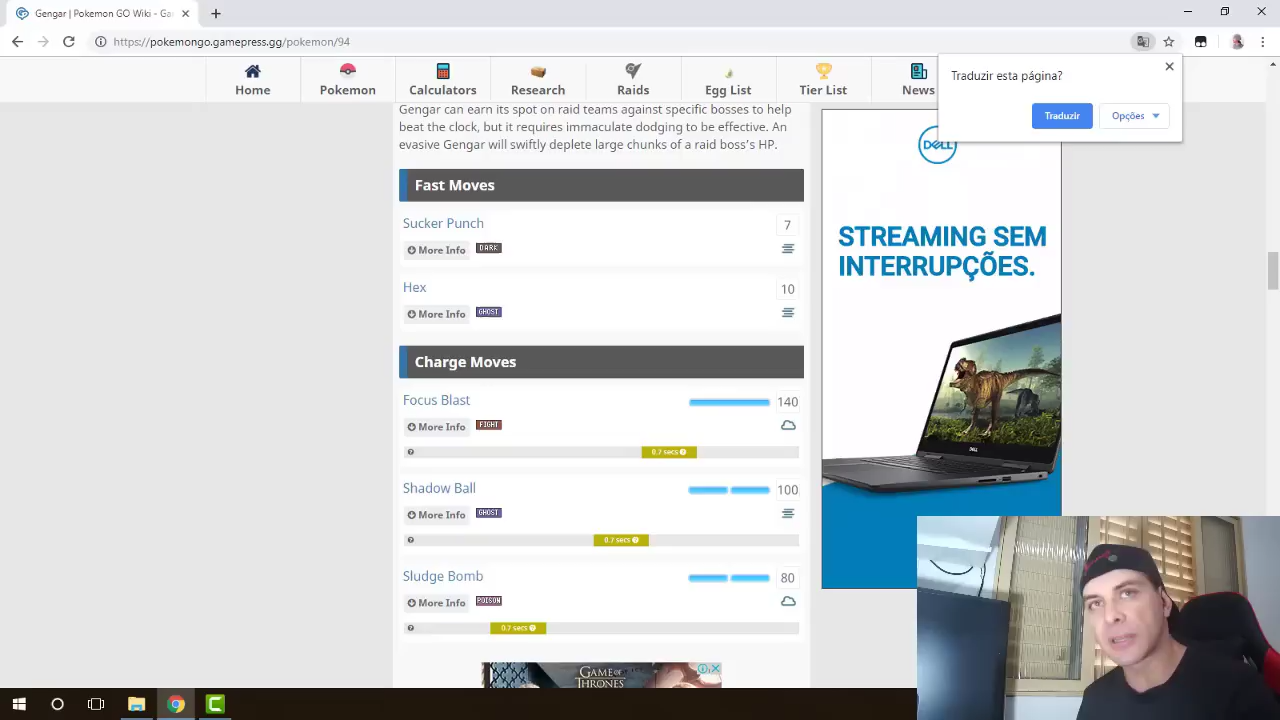 Gengar | Pokemon GO Wiki - Ga
https://pokemongo.gamepress.gg/pokemon/94
Home
Pokemon
Calculators
Research
Raids
Egg List
Tier List
News
Traduzir esta página?
Traduzir
Opções
Gengar can earn its spot on raid teams against specific bosses to help
beat the clock, but it requires immaculate dodging to be effective. An
evasive Gengar will swiftly deplete large chunks of a raid boss's HP.
Fast Moves
Sucker Punch
7
More Info
DARK
Hex
10
More Info
GHOST
Charge Moves
Focus Blast
140
More Info
FIGHT
0.7 secs
Shadow Ball
100
More Info
GHOST
0.7 secs
Sludge Bomb
80
More Info
POISON
0.7 secs
GAME OF
THRONES
DELL
STREAMING SEM
INTERRUPÇÕES.
DELL